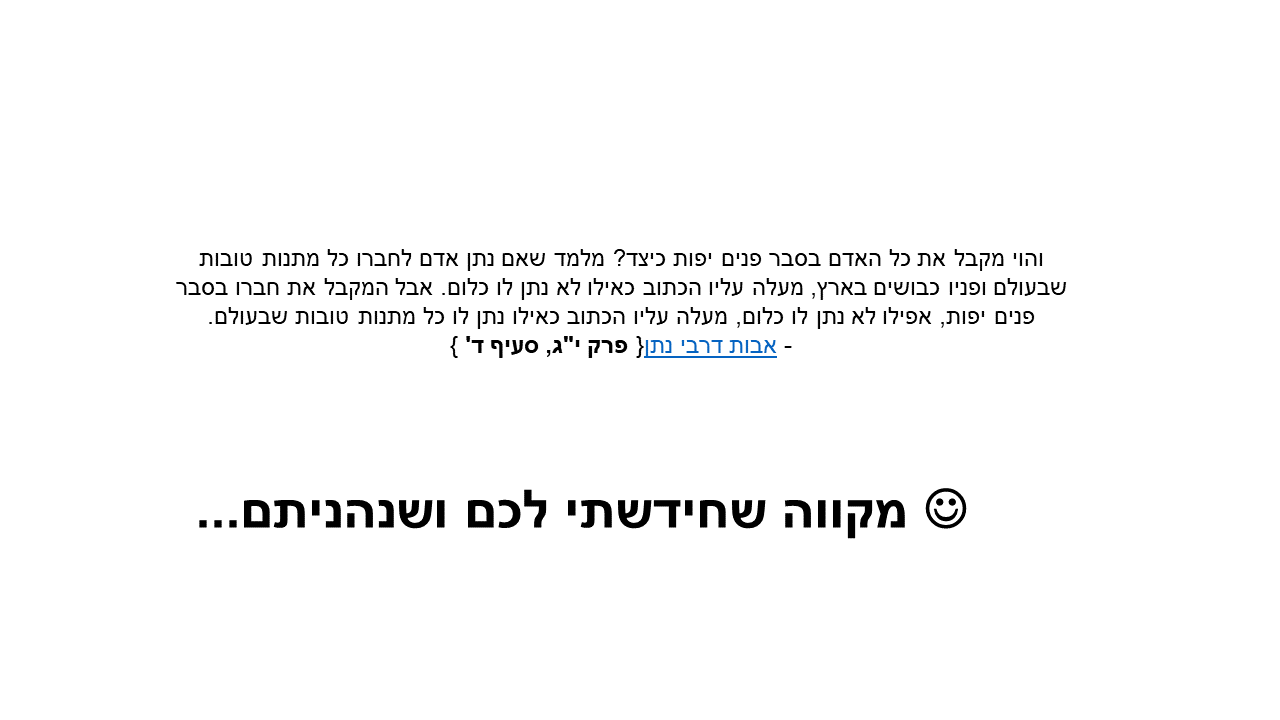 והוי מקבל את כל האדם בסבר פנים יפות כיצד? מלמד שאם נתן אדם לחברו כל מתנות טובות
שבעולם ופניו כבושים בארץ, מעלה עליו הכתוב כאילו לא נתן לו כלום. אבל המקבל את חברו בסבר
פנים יפות, אפילו לא נתן לו כלום, מעלה עליו הכתוב כאילו נתן לו כל מתנות טובות שבעולם.
- אבות דרבי נתן{ פרק י"ג, סעיף ד' }
☺ מקווה שחידשתי לכם ושנהניתם...